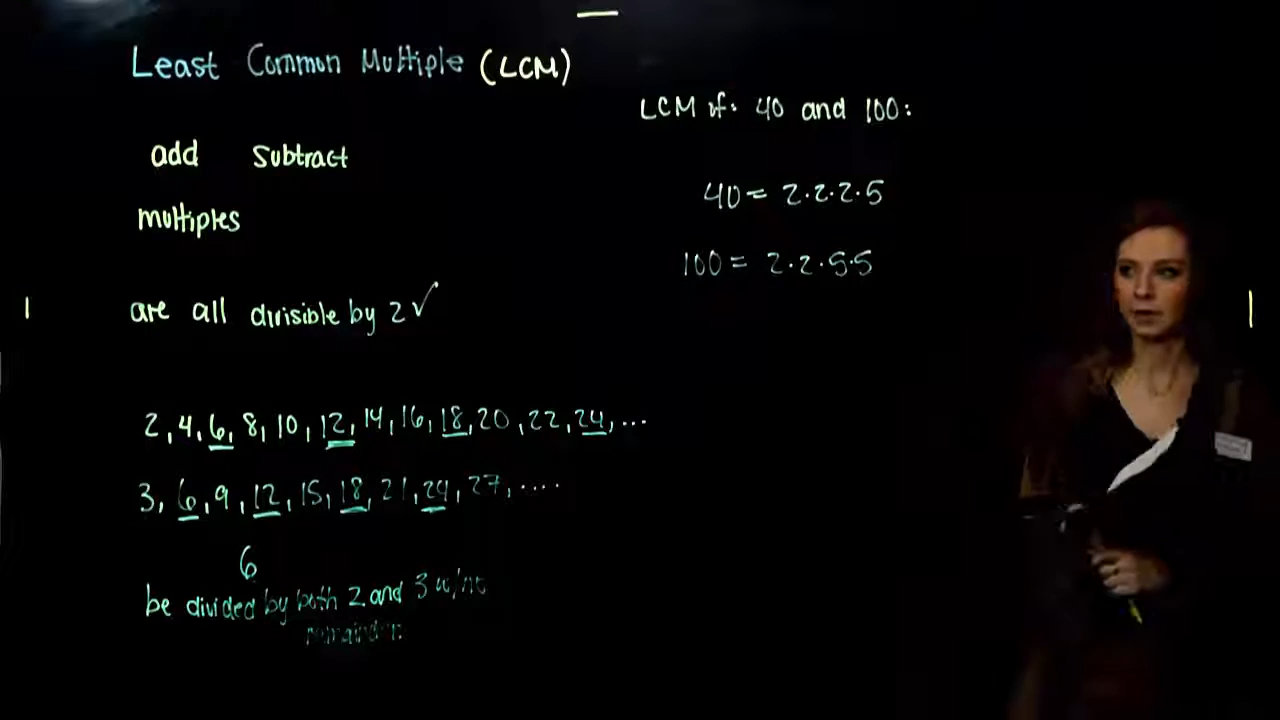 Least Common Multiple (LCM)
add subtract
multiples
are all divisible by 2 ✓
2, 4, 6, 8, 10, 12, 14, 16, 18, 20, 22, 24, ...
3, 6, 9, 12, 15, 18, 21, 24, 27, ....
6
be divided by both 2 and 3 w/no
remainder.
LCM of: 40 and 100:
40 = 2·2·2·5
100 = 2·2·5·5